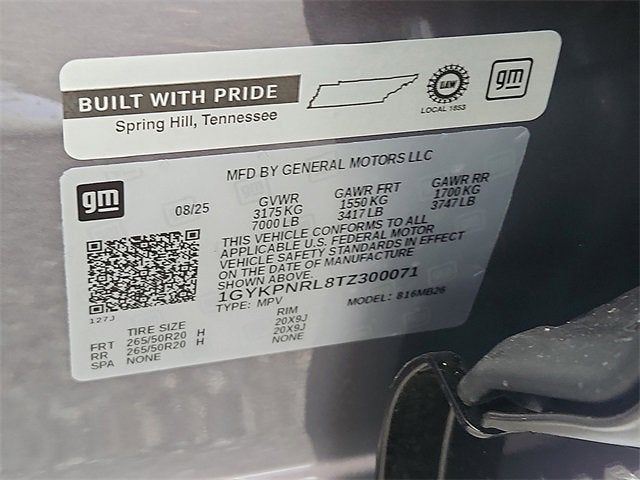 BUILT WITH PRIDE
Spring Hill, Tennessee
UAW
LOCAL 1853
gm
MFD BY GENERAL MOTORS LLC
gm
08/25
GVWR GAWR FRT GAWR RR
3175 KG 1550 KG 1700 KG
7000 LB 3417 LB 3747 LB
THIS VEHICLE CONFORMS TO ALL
APPLICABLE U.S. FEDERAL MOTOR
VEHICLE SAFETY STANDARDS IN EFFECT
ON THE DATE OF MANUFACTURE
SHOWN ABOVE.
1GYKPNRL8TZ300071
TYPE: MPV MODEL: 816MB26
127J
TIRE SIZE RIM
FRT 265/50R20 H 20X9J
RR 265/50R20 H 20X9J
SPA NONE NONE